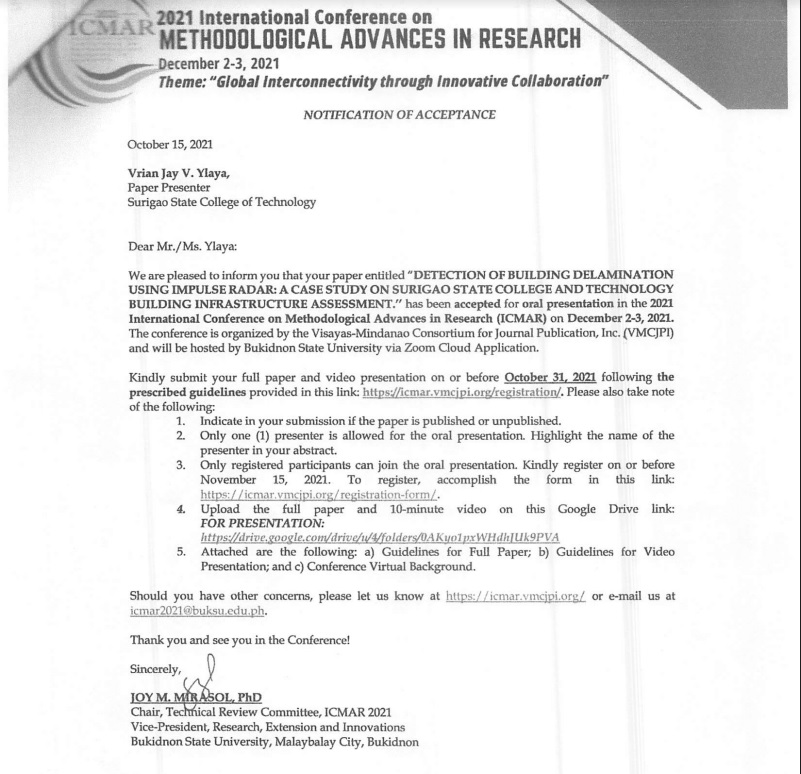 ICMAR
2021 International Conference on
METHODOLOGICAL ADVANCES IN RESEARCH
December 2-3, 2021
Theme: “Global Interconnectivity through Innovative Collaboration”
NOTIFICATION OF ACCEPTANCE
October 15, 2021
Vrian Jay V. Ylaya,
Paper Presenter
Surigao State College of Technology
Dear Mr./Ms. Ylaya:
We are pleased to inform you that your paper entitled “DETECTION OF BUILDING DELAMINATION
USING IMPULSE RADAR: A CASE STUDY ON SURIGAO STATE COLLEGE AND TECHNOLOGY
BUILDING INFRASTRUCTURE ASSESSMENT.” has been accepted for oral presentation in the 2021
International Conference on Methodological Advances in Research (ICMAR) on December 2-3, 2021.
The conference is organized by the Visayas-Mindanao Consortium for Journal Publication, Inc. (VMCJPI)
and will be hosted by Bukidnon State University via Zoom Cloud Application.
Kindly submit your full paper and video presentation on or before October 31, 2021 following the
prescribed guidelines provided in this link: https://icmar.vmcjpi.org/registration/. Please also take note
of the following:
1. Indicate in your submission if the paper is published or unpublished.
2. Only one (1) presenter is allowed for the oral presentation. Highlight the name of the
presenter in your abstract.
3. Only registered participants can join the oral presentation. Kindly register on or before
November 15, 2021. To register, accomplish the form in this link:
https://icmar.vmcjpi.org/registration-form/.
4. Upload the full paper and 10-minute video on this Google Drive link:
FOR PRESENTATION:
https://drive.google.com/drive/u/4/folders/0AKyo1pxWHdhJUk9PVA
5. Attached are the following: a) Guidelines for Full Paper; b) Guidelines for Video
Presentation; and c) Conference Virtual Background.
Should you have other concerns, please let us know at https://icmar.vmcjpi.org/ or e-mail us at
icmar2021@buksu.edu.ph.
Thank you and see you in the Conference!
Sincerely,
JOY M. MIRASOL, PhD
Chair, Technical Review Committee, ICMAR 2021
Vice-President, Research, Extension and Innovations
Bukidnon State University, Malaybalay City, Bukidnon